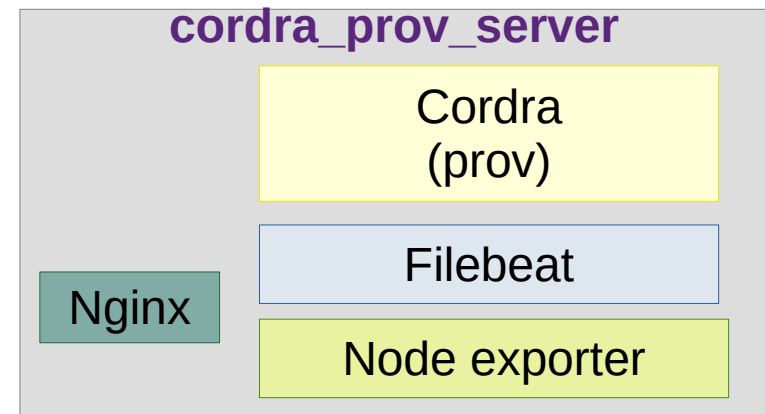 cordra_prov_server
Cordra
(prov)
Filebeat
Nginx
Node exporter